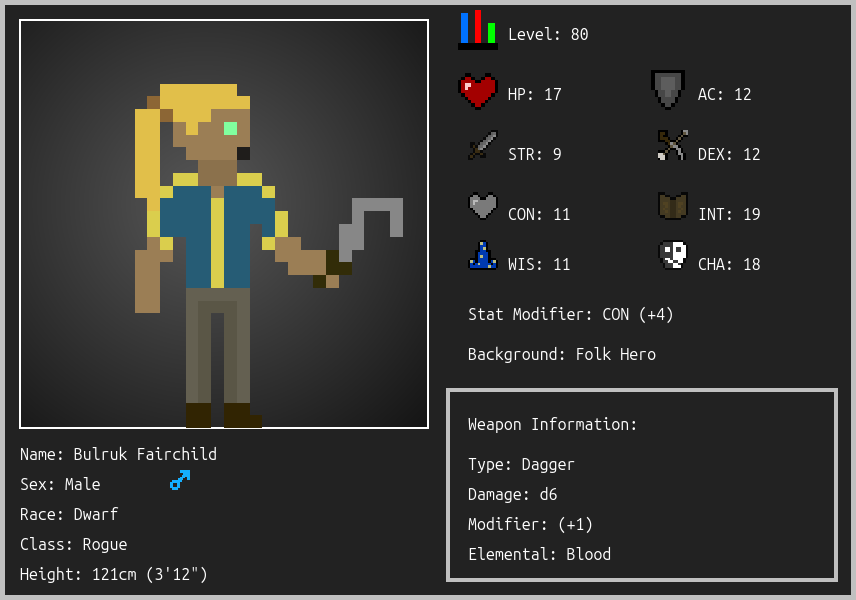 Level: 80
HP: 17
AC: 12
STR: 9
DEX: 12
CON: 11
INT: 19
WIS: 11
CHA: 18
Stat Modifier: CON (+4)
Background: Folk Hero
Weapon Information:
Type: Dagger
Damage: d6
Modifier: (+1)
Elemental: Blood
Name: Bulruk Fairchild
Sex: Male
Race: Dwarf
Class: Rogue
Height: 121cm (3'12")